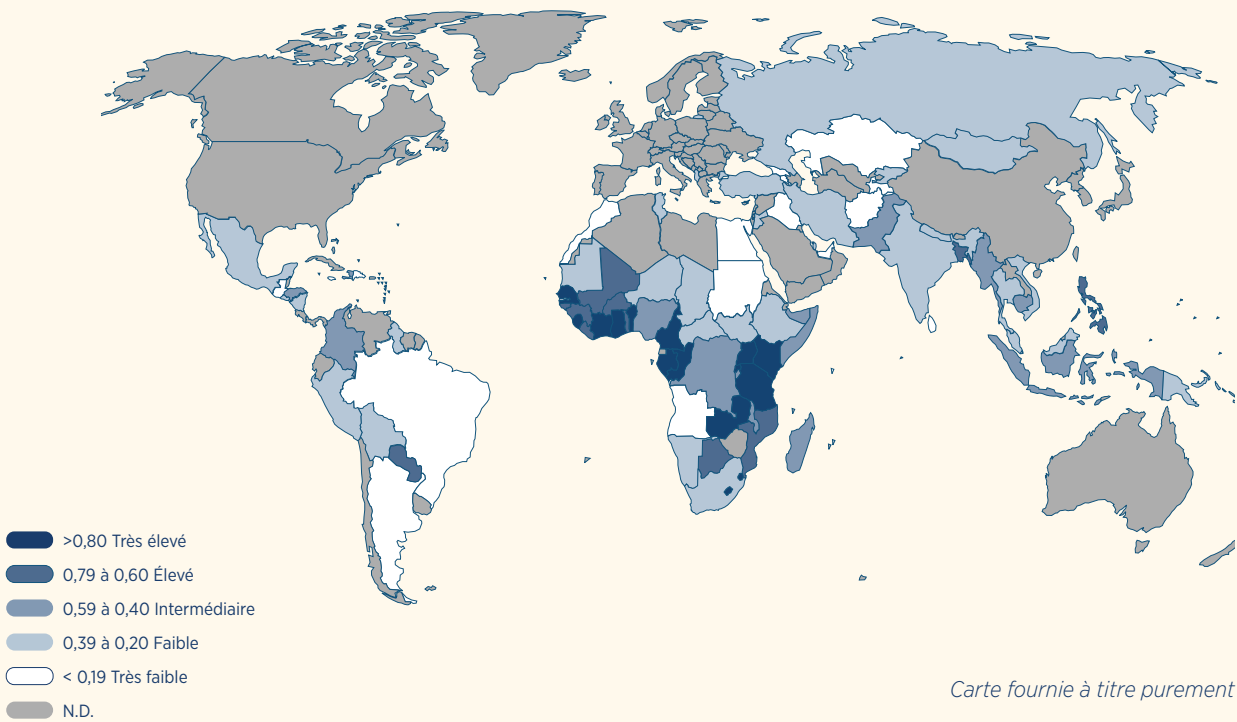 >0,80 Très élevé
0,79 à 0,60 Élevé
0,59 à 0,40 Intermédiaire
0,39 à 0,20 Faible
< 0,19 Très faible
N.D.
Carte fournie à titre purement